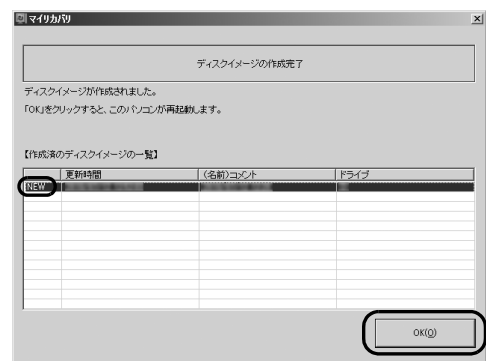 マイリカバリ
ディスクイメージの作成完了
ディスクイメージが作成されました。
「OK」をクリックすると、このパソコンが再起動します。
【作成済のディスクイメージの一覧】
更新時間 (名前)コメント ドライブ
NEW
OK(O)